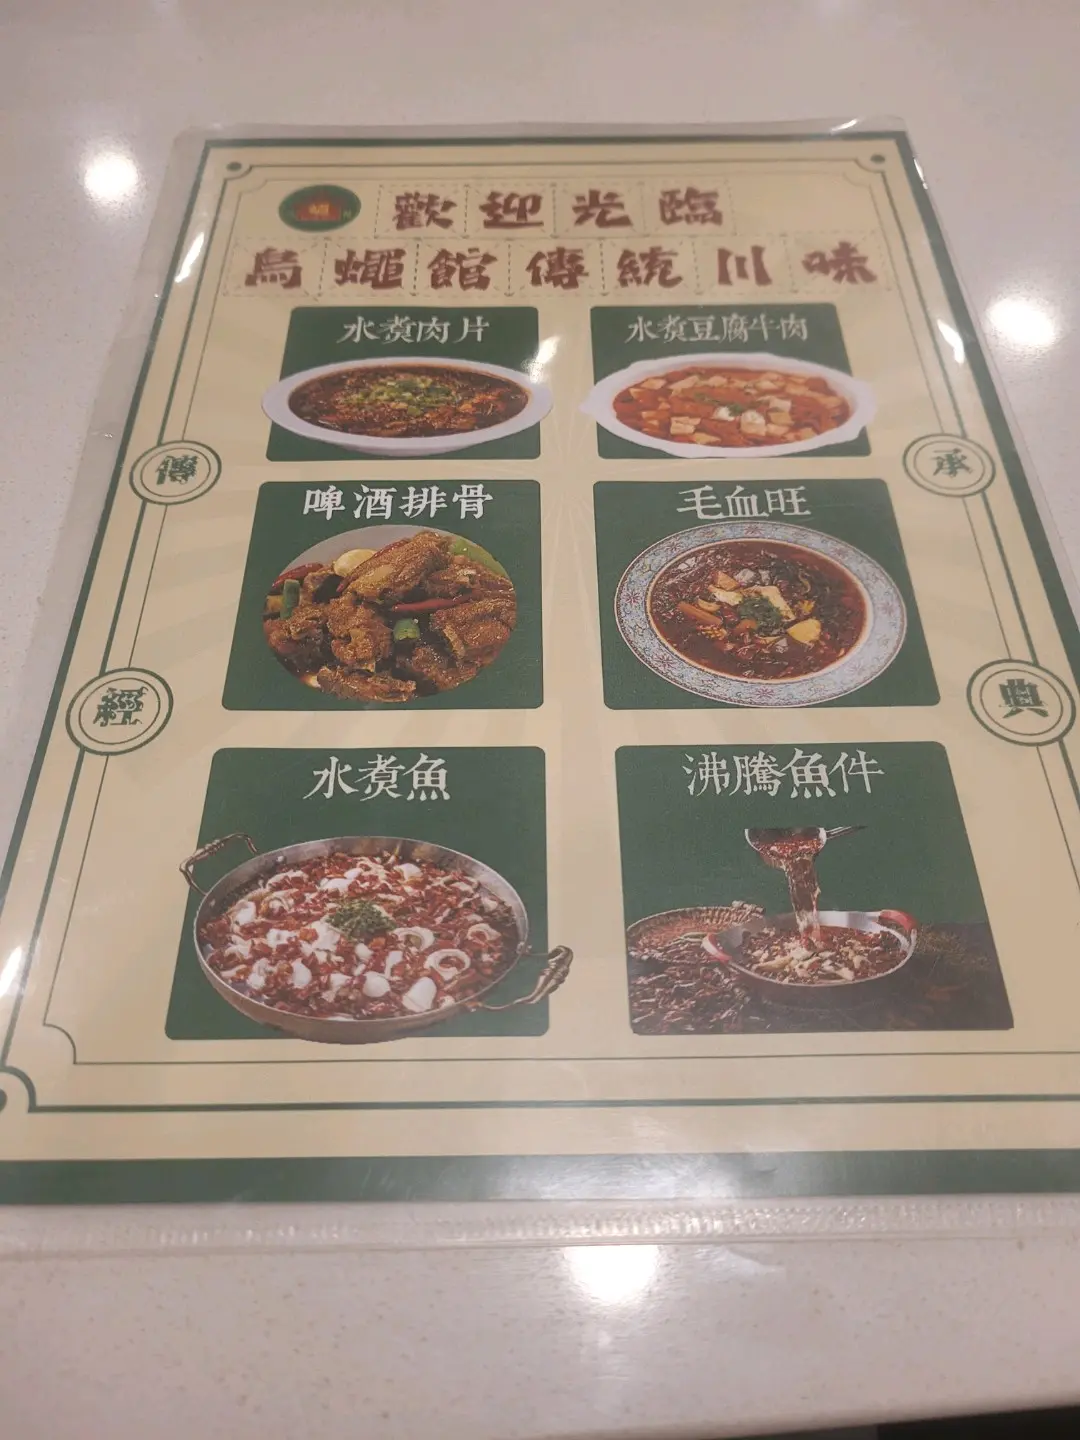 歡迎光臨
烏蠅館傳統川味
水煮肉片
水煮豆腐牛肉
傳
承
啤酒排骨
毛血旺
經
典
水煮魚
沸騰魚件